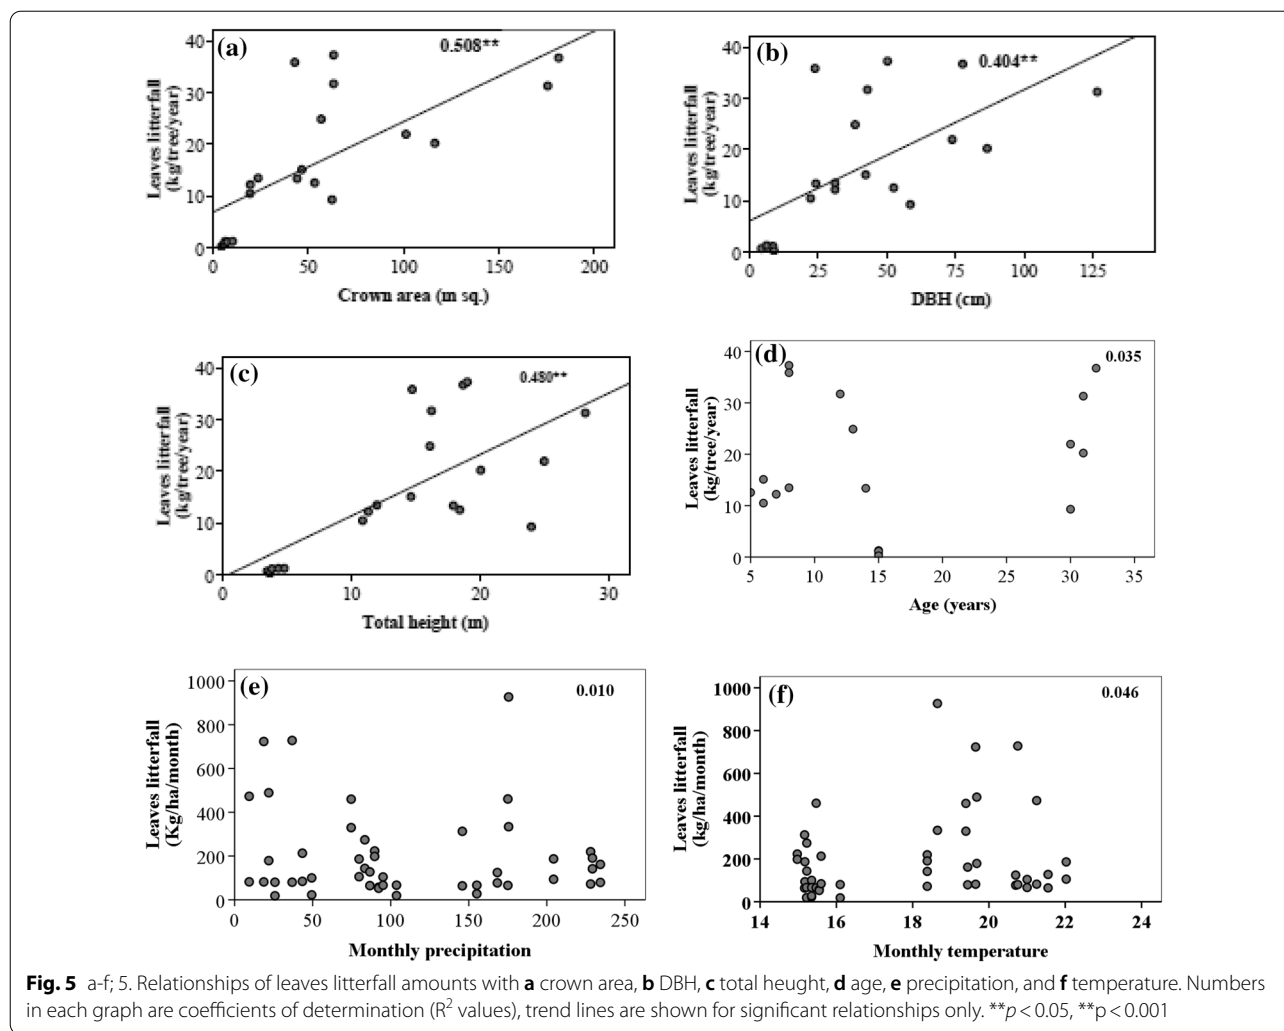 (a)
0.508**
Leaves litterfall
(kg/tree/year)
40
30
20
10
0
0 50 100 150 200
Crown area (m sq.)
(b)
0.404**
Leaves litterfall
(kg/tree/year)
40
30
20
10
0
0 25 50 75 100 125
DBH (cm)
(c)
0.480**
Leaves litterfall
(kg/tree/year)
40
30
20
10
0
0 10 20 30
Total height (m)
(d)
0.035
Leaves litterfall
(kg/tree/year)
40
30
20
10
0
5 10 15 20 25 30 35
Age (years)
(e)
0.010
Leaves litterfall
(Kg/ha/month)
1000
800
600
400
200
0
0 50 100 150 200 250
Monthly precipitation
(f)
0.046
Leaves litterfall
(kg/ha/month)
1000
800
600
400
200
0
14 16 18 20 22 24
Monthly temperature
Fig. 5 a-f; 5. Relationships of leaves litterfall amounts with a crown area, b DBH, c total heught, d age, e precipitation, and f temperature. Numbers
in each graph are coefficients of determination (R² values), trend lines are shown for significant relationships only. **p < 0.05, **p < 0.001